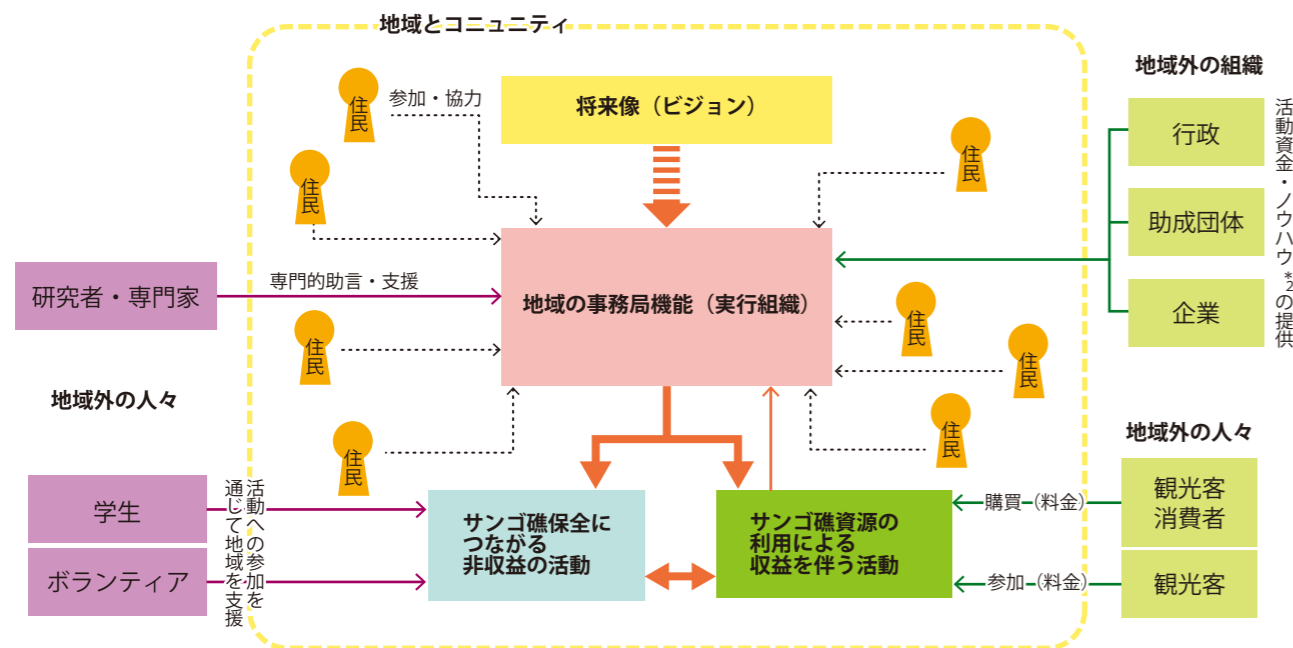 地域とコニュニティ
地域外の組織
住民
参加・協力
将来像（ビジョン）
行政
住民
住民
助成団体
活動資金・ノウハウ*2の提供
研究者・専門家
専門的助言・支援
地域の事務局機能（実行組織）
企業
住民
住民
住民
地域外の人々
住民
住民
地域外の人々
学生
ボランティア
活動への参加を
通じて地域を支援
サンゴ礁保全に
つながる
非収益の活動
サンゴ礁資源の
利用による
収益を伴う活動
購買（料金）
観光客
消費者
参加（料金）
観光客